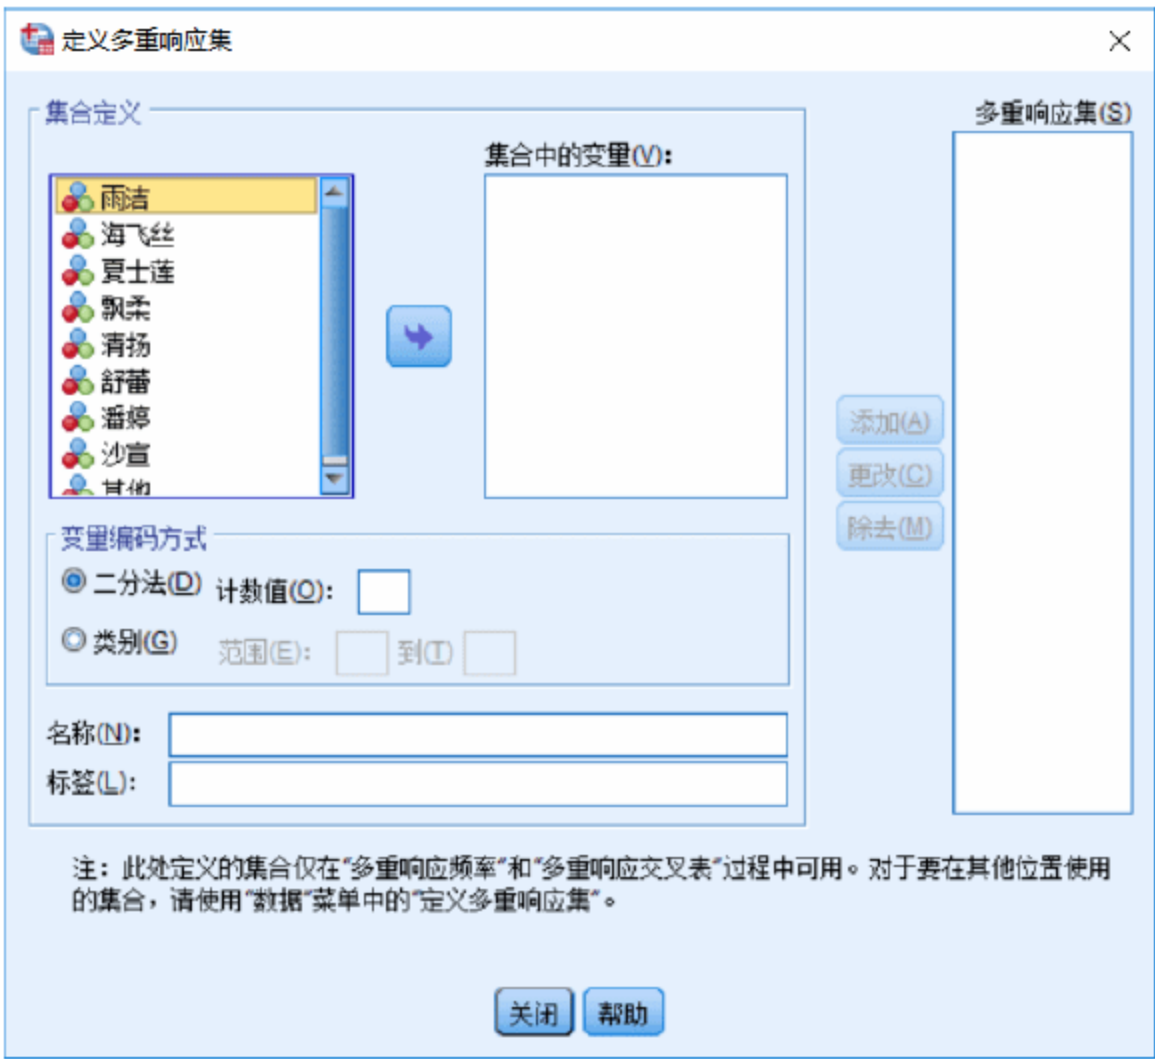 定义多重响应集
集合定义
多重响应集(S)
集合中的变量(V):
雨洁
海飞丝
夏士莲
飘柔
清扬
舒蕾
潘婷
沙宣
其他
添加(A)
更改(C)
除去(M)
变量编码方式
二分法(D) 计数值(O):
类别(G) 范围(E): 到(T)
名称(N):
标签(L):
注：此处定义的集合仅在"多重响应频率"和"多重响应交叉表"过程中可用。对于要在其他位置使用
的集合，请使用"数据"菜单中的"定义多重响应集"。
关闭 帮助